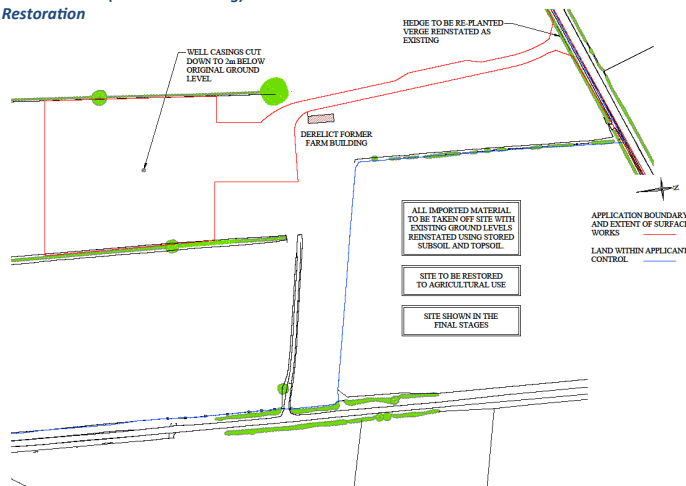 Restoration
HEDGE TO BE RE-PLANTED
VERGE REINSTATED AS
EXISTING
WELL CASINGS CUT
DOWN TO 2m BELOW
ORIGINAL GROUND
LEVEL
DERELICT FORMER
FARM BUILDING
N
ALL IMPORTED MATERIAL
TO BE TAKEN OFF SITE WITH
EXISTING GROUND LEVELS
REINSTATED USING STORED
SUBSOIL AND TOPSOIL.
SITE TO BE RESTORED
TO AGRICULTURAL USE
SITE SHOWN IN THE
FINAL STAGES
APPLICATION BOUNDARY
AND EXTENT OF SURFAC
WORKS
LAND WITHIN APPLICANT
CONTROL